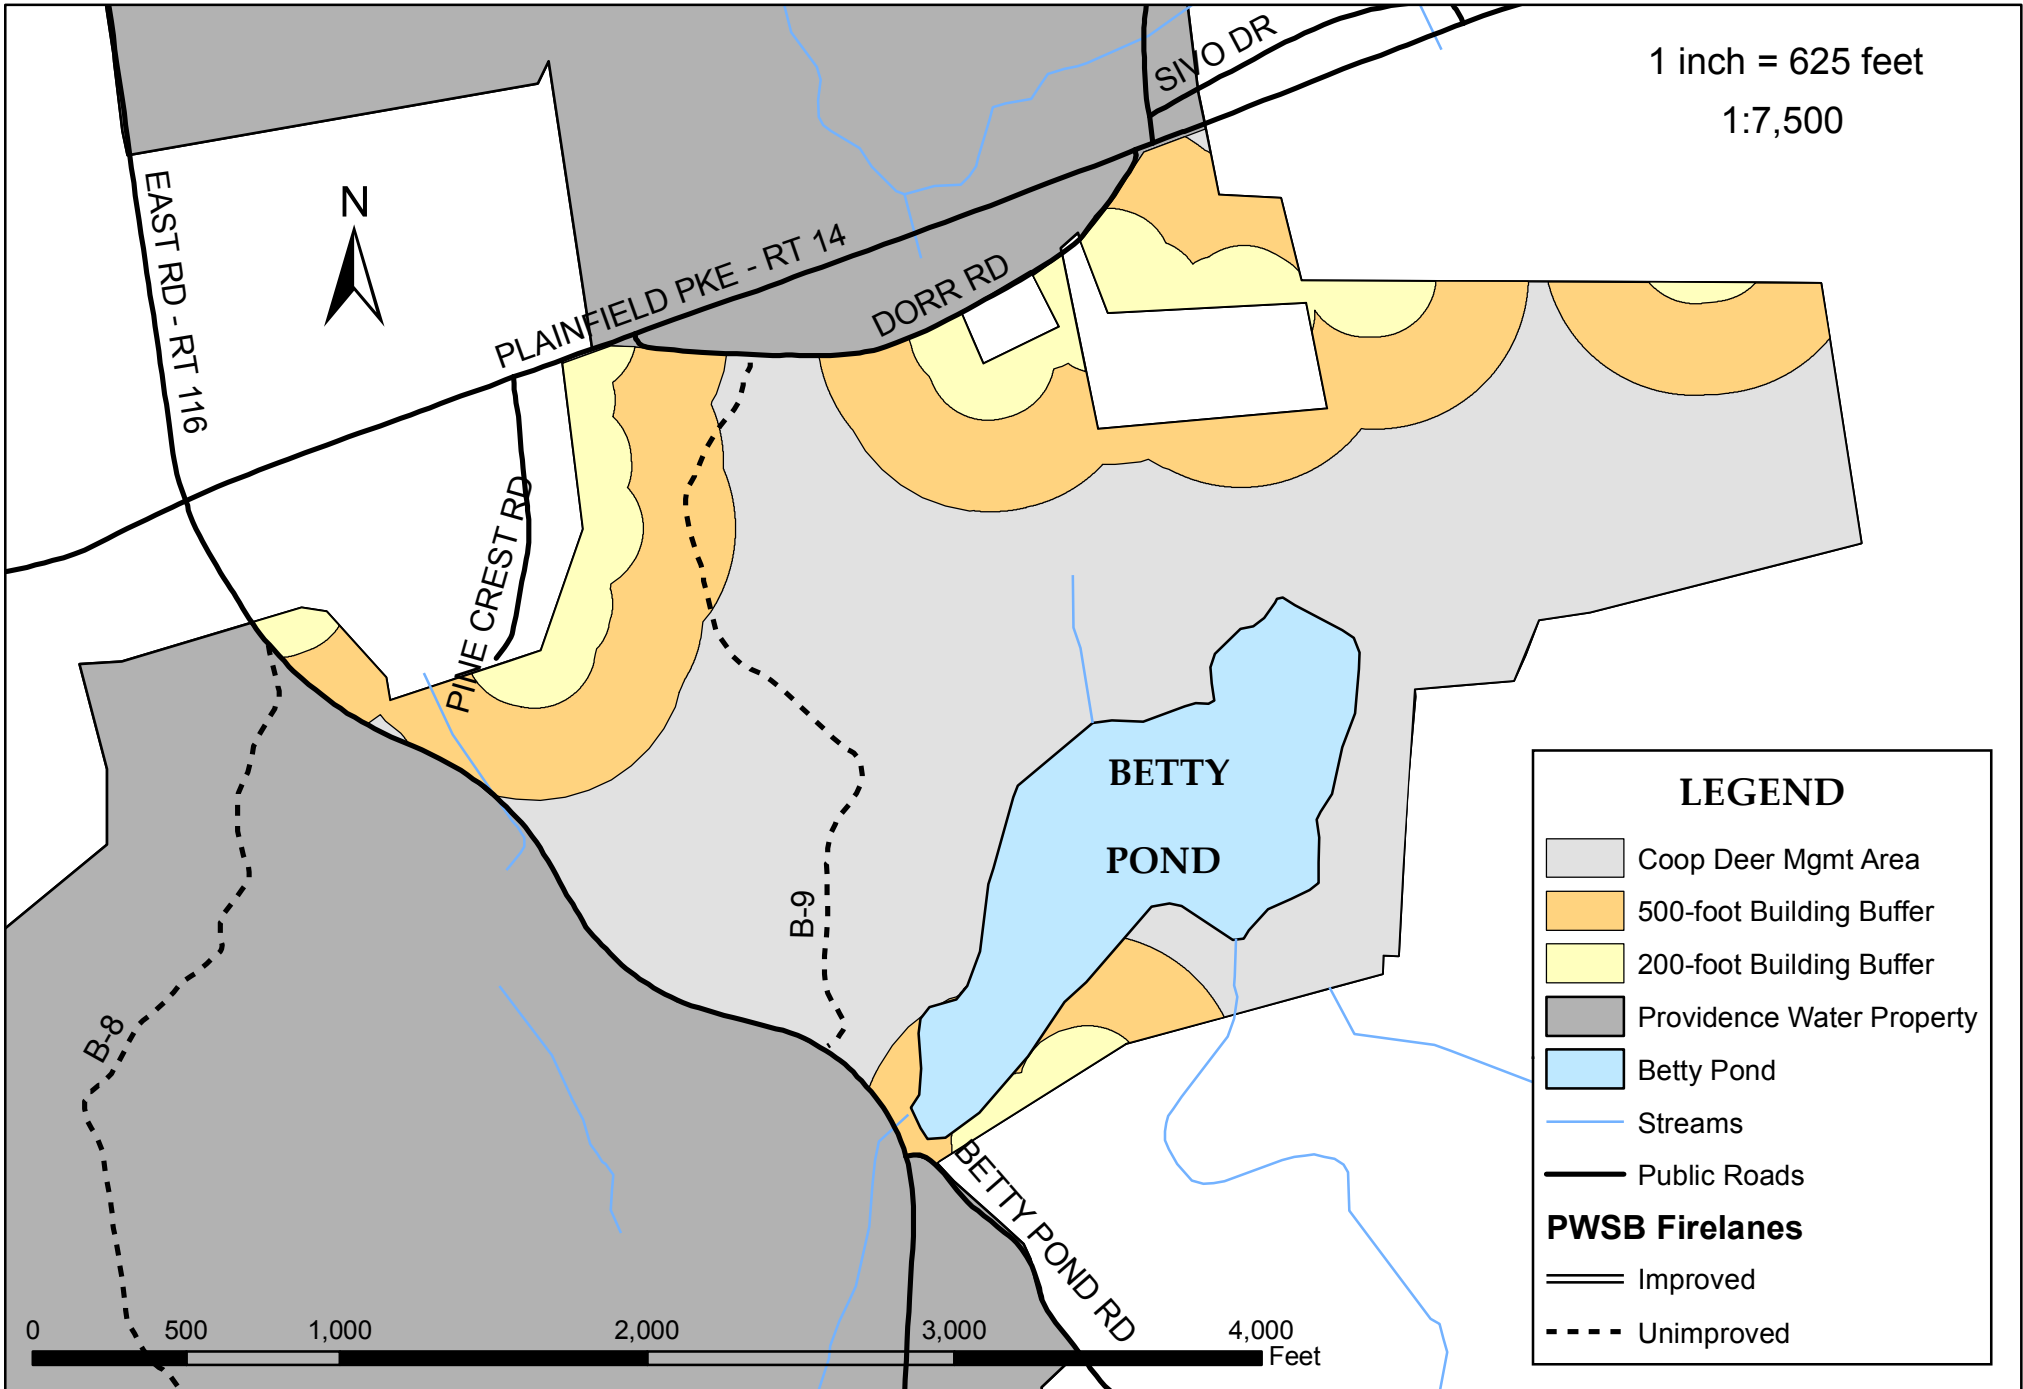 1 inch = 625 feet
1:7,500
SIVO DR
N
EAST RD - RT 116
PLAINFIELD PKE - RT 14
DORR RD
PINE CREST RD
BETTY
POND
B-9
B-8
BETTY POND RD
LEGEND
Coop Deer Mgmt Area
500-foot Building Buffer
200-foot Building Buffer
Providence Water Property
Betty Pond
Streams
Public Roads
PWSB Firelanes
Improved
Unimproved
0 500 1,000 2,000 3,000 4,000
Feet